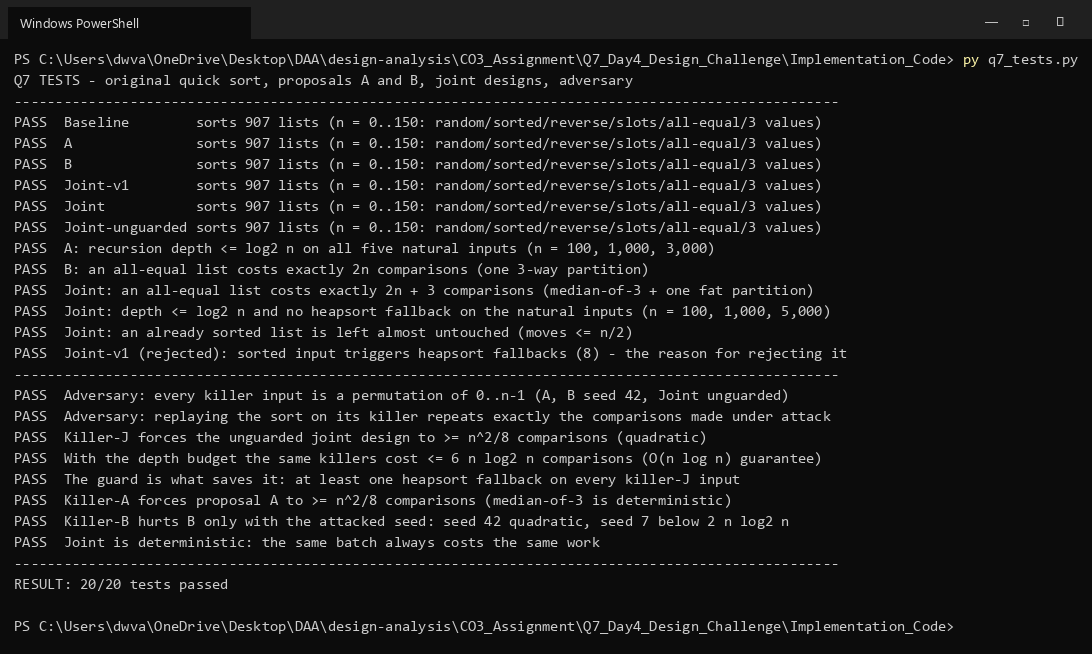 Windows PowerShell
PS C:\Users\dwva\OneDrive\Desktop\DAA\design-analysis\CO3_Assignment\Q7_Day4_Design_Challenge\Implementation_Code> py q7_tests.py
Q7 TESTS - original quick sort, proposals A and B, joint designs, adversary
--------------------------------------------------------------------------------------------------
PASS  Baseline        sorts 907 lists (n = 0..150: random/sorted/reverse/slots/all-equal/3 values)
PASS  A               sorts 907 lists (n = 0..150: random/sorted/reverse/slots/all-equal/3 values)
PASS  B               sorts 907 lists (n = 0..150: random/sorted/reverse/slots/all-equal/3 values)
PASS  Joint-v1        sorts 907 lists (n = 0..150: random/sorted/reverse/slots/all-equal/3 values)
PASS  Joint           sorts 907 lists (n = 0..150: random/sorted/reverse/slots/all-equal/3 values)
PASS  Joint-unguarded sorts 907 lists (n = 0..150: random/sorted/reverse/slots/all-equal/3 values)
PASS  A: recursion depth <= log2 n on all five natural inputs (n = 100, 1,000, 3,000)
PASS  B: an all-equal list costs exactly 2n comparisons (one 3-way partition)
PASS  Joint: an all-equal list costs exactly 2n + 3 comparisons (median-of-3 + one fat partition)
PASS  Joint: depth <= log2 n and no heapsort fallback on the natural inputs (n = 100, 1,000, 5,000)
PASS  Joint: an already sorted list is left almost untouched (moves <= n/2)
PASS  Joint-v1 (rejected): sorted input triggers heapsort fallbacks (8) - the reason for rejecting it
--------------------------------------------------------------------------------------------------
PASS  Adversary: every killer input is a permutation of 0..n-1 (A, B seed 42, Joint unguarded)
PASS  Adversary: replaying the sort on its killer repeats exactly the comparisons made under attack
PASS  Killer-J forces the unguarded joint design to >= n^2/8 comparisons (quadratic)
PASS  With the depth budget the same killers cost <= 6 n log2 n comparisons (O(n log n) guarantee)
PASS  The guard is what saves it: at least one heapsort fallback on every killer-J input
PASS  Killer-A forces proposal A to >= n^2/8 comparisons (median-of-3 is deterministic)
PASS  Killer-B hurts B only with the attacked seed: seed 42 quadratic, seed 7 below 2 n log2 n
PASS  Joint is deterministic: the same batch always costs the same work
--------------------------------------------------------------------------------------------------
RESULT: 20/20 tests passed
PS C:\Users\dwva\OneDrive\Desktop\DAA\design-analysis\CO3_Assignment\Q7_Day4_Design_Challenge\Implementation_Code>